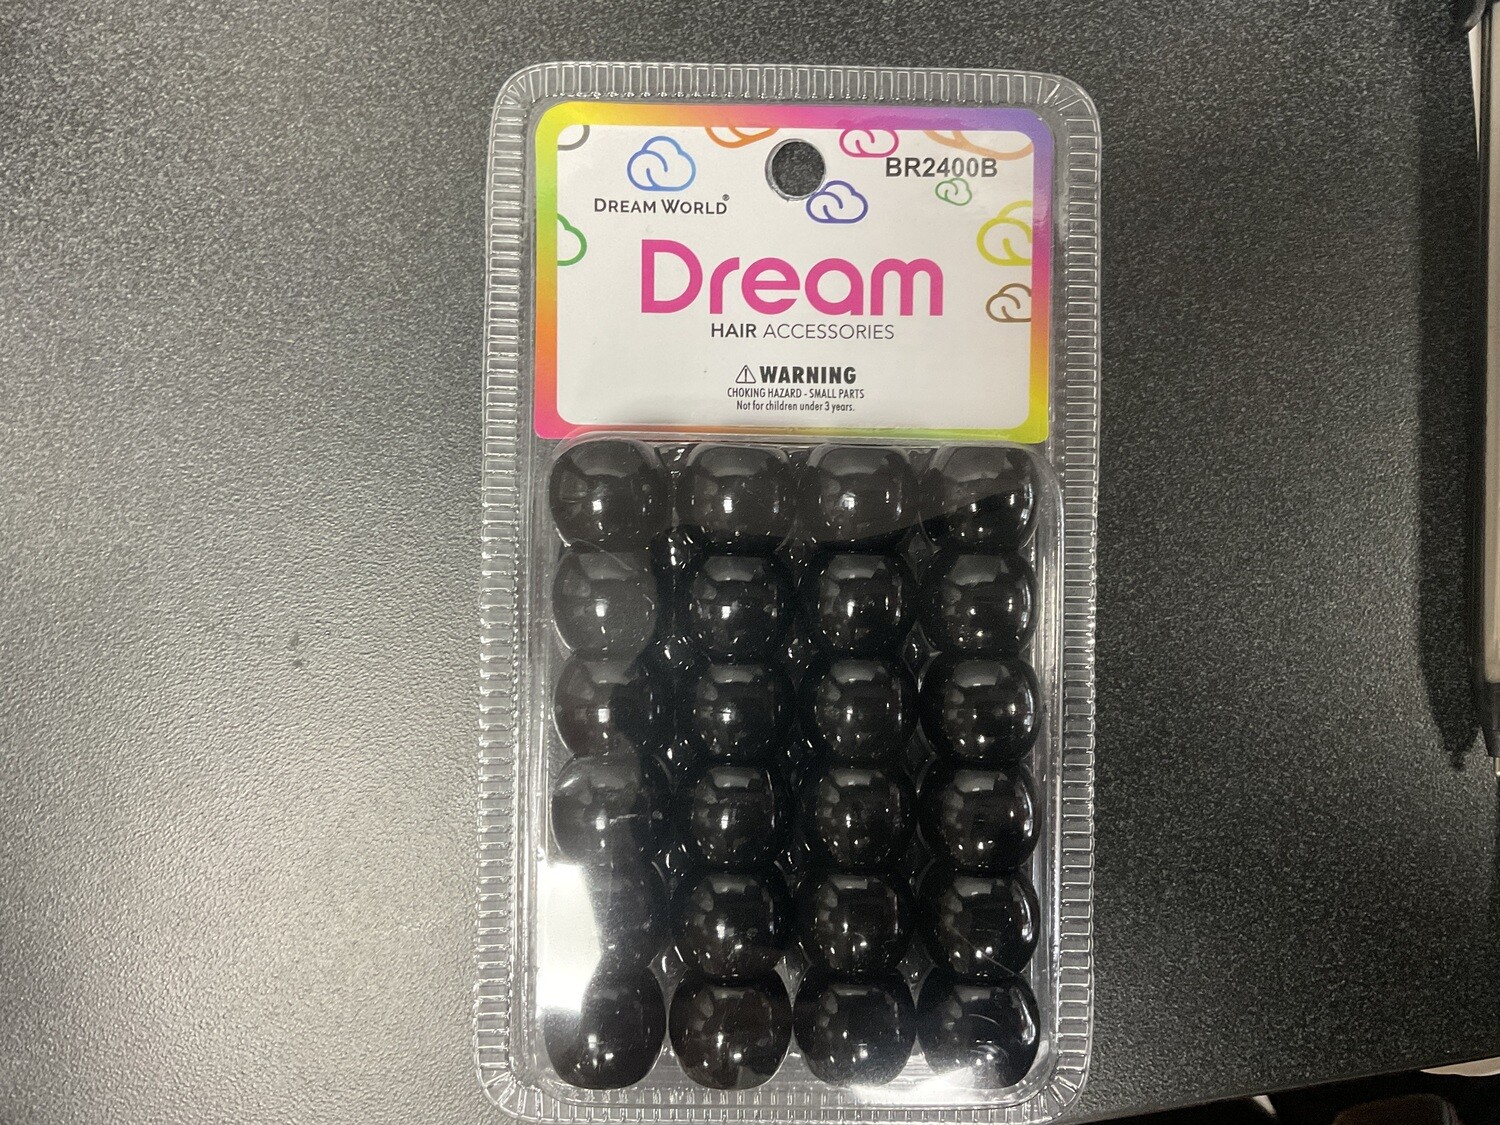 DREAM WORLD®
BR2400B
Dream
HAIR ACCESSORIES
⚠ WARNING
CHOKING HAZARD - SMALL PARTS
Not for children under 3 years.